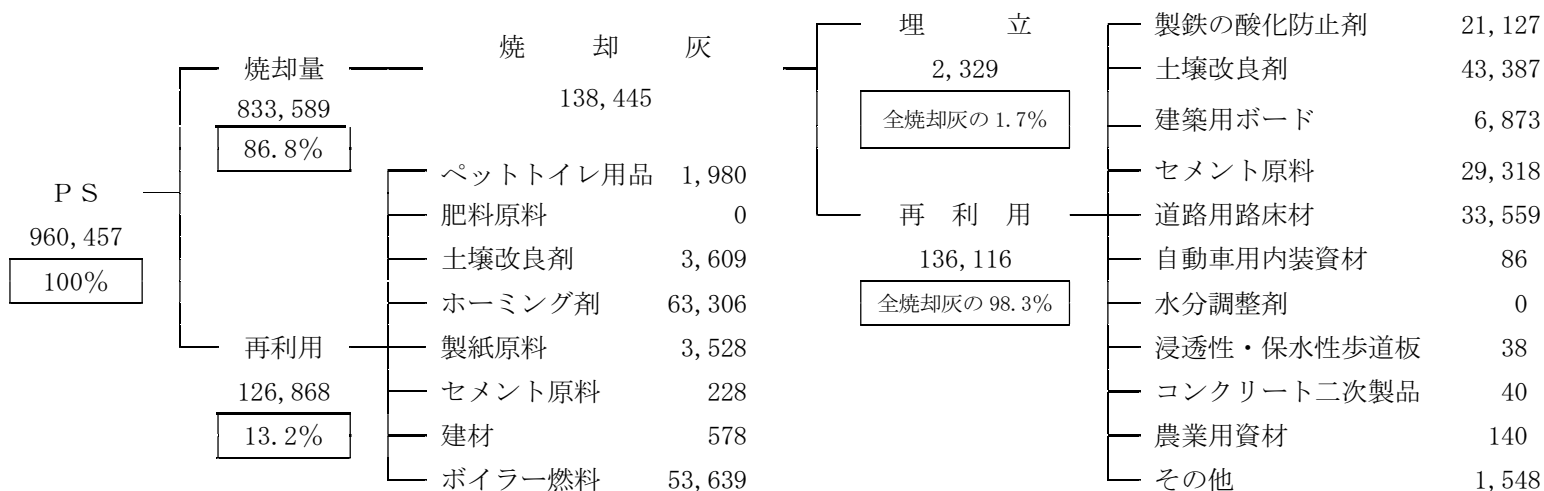 PS
960,457
100%
焼却量
833,589
86.8%
再利用
126,868
13.2%
焼却灰
138,445
ペットトイレ用品 1,980
肥料原料 0
土壌改良剤 3,609
ホーミング剤 63,306
製紙原料 3,528
セメント原料 228
建材 578
ボイラー燃料 53,639
埋立
2,329
全焼却灰の 1.7%
再利用
136,116
全焼却灰の 98.3%
製鉄の酸化防止剤 21,127
土壌改良剤 43,387
建築用ボード 6,873
セメント原料 29,318
道路用路床材 33,559
自動車用内装資材 86
水分調整剤 0
浸透性・保水性歩道板 38
コンクリート二次製品 40
農業用資材 140
その他 1,548